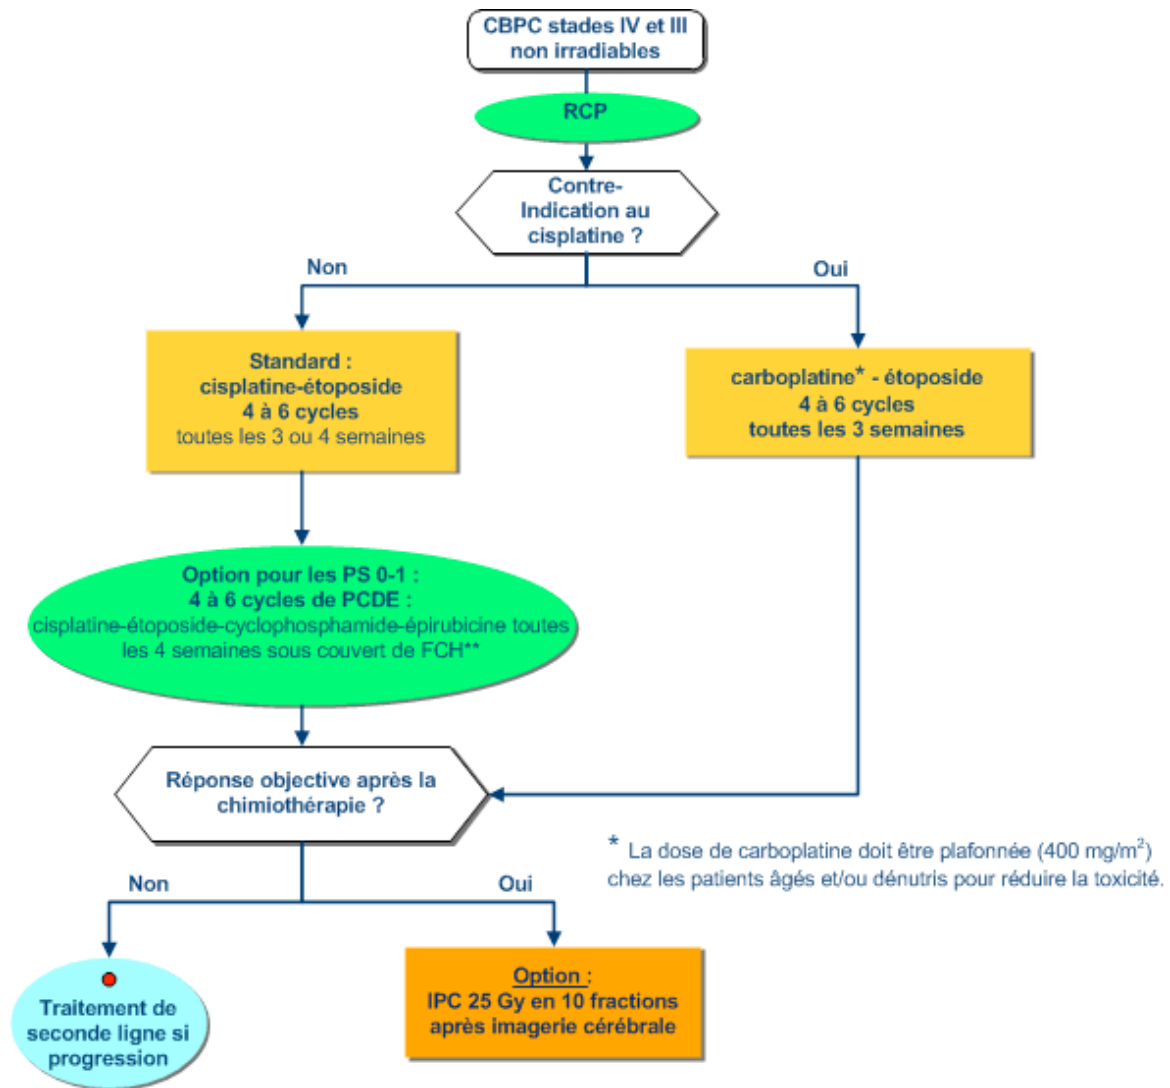 CBPC stades IV et III
non irradiables
RCP
Contre-
Indication au
cisplatine ?
Non
Oui
Standard :
cisplatine-étoposide
4 à 6 cycles
toutes les 3 ou 4 semaines
carboplatine* - étoposide
4 à 6 cycles
toutes les 3 semaines
Option pour les PS 0-1 :
4 à 6 cycles de PCDE :
cisplatine-étoposide-cyclophosphamide-épirubicine toutes
les 4 semaines sous couvert de FCH**
Réponse objective après la
chimiothérapie ?
* La dose de carboplatine doit être plafonnée (400 mg/m²)
chez les patients âgés et/ou dénutris pour réduire la toxicité.
Non
Oui
Traitement de
seconde ligne si
progression
Option :
IPC 25 Gy en 10 fractions
après imagerie cérébrale